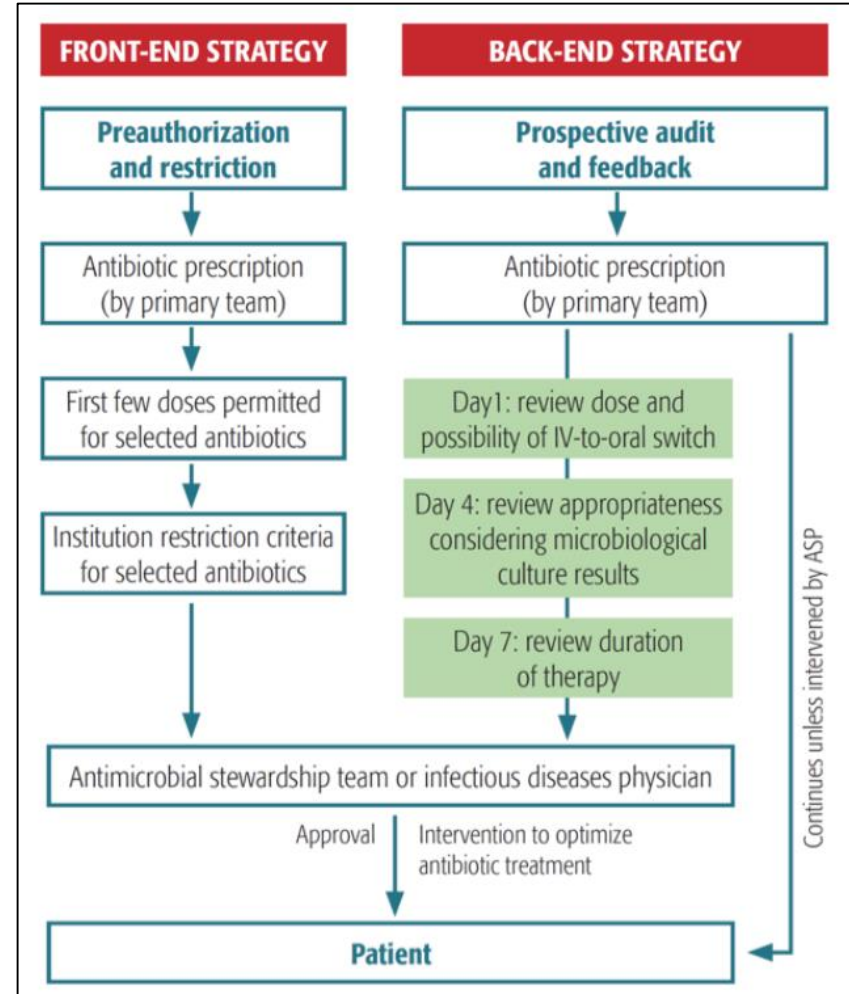 FRONT-END STRATEGY
Preauthorization
and restriction
Antibiotic prescription
(by primary team)
First few doses permitted
for selected antibiotics
Institution restriction criteria
for selected antibiotics
BACK-END STRATEGY
Prospective audit
and feedback
Antibiotic prescription
(by primary team)
Day1: review dose and
possibility of IV-to-oral switch
Day 4: review appropriateness
considering microbiological
culture results
Day 7: review duration
of therapy
Continues unless intervened by ASP
Antimicrobial stewardship team or infectious diseases physician
Approval
Intervention to optimize
antibiotic treatment
Patient